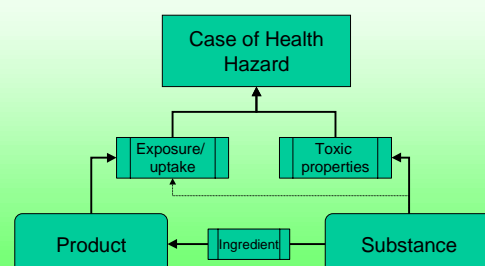 Case of Health
Hazard
Exposure/
uptake
Toxic
properties
Product
Ingredient
Substance